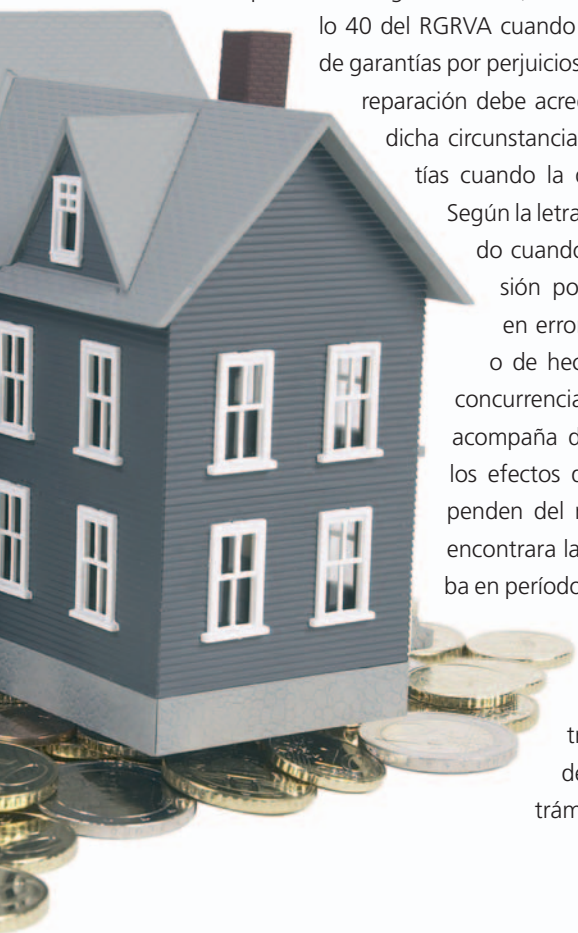 lo 40 del RGRVA cuando
de garantías por perjuicios
reparación debe acre
dicha circunstancia
tías cuando la
Según la letra
do cuando
sión po
en erro
o de hec
concurrencia
acompaña d
los efectos
penden del
encontrara la
ba en período
tr
de
trám